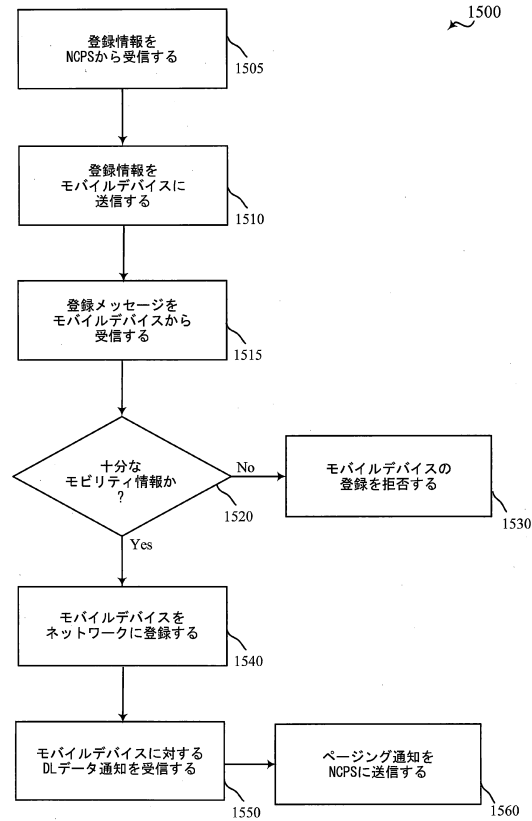 1500
登録情報を
NCPSから受信する
1505
登録情報を
モバイルデバイスに
送信する
1510
登録メッセージを
モバイルデバイスから
受信する
1515
十分な
モビリティ情報か
?
1520
No
モバイルデバイスの
登録を拒否する
1530
Yes
モバイルデバイスを
ネットワークに登録する
1540
モバイルデバイスに対する
DLデータ通知を受信する
1550
ページング通知を
NCPSに送信する
1560